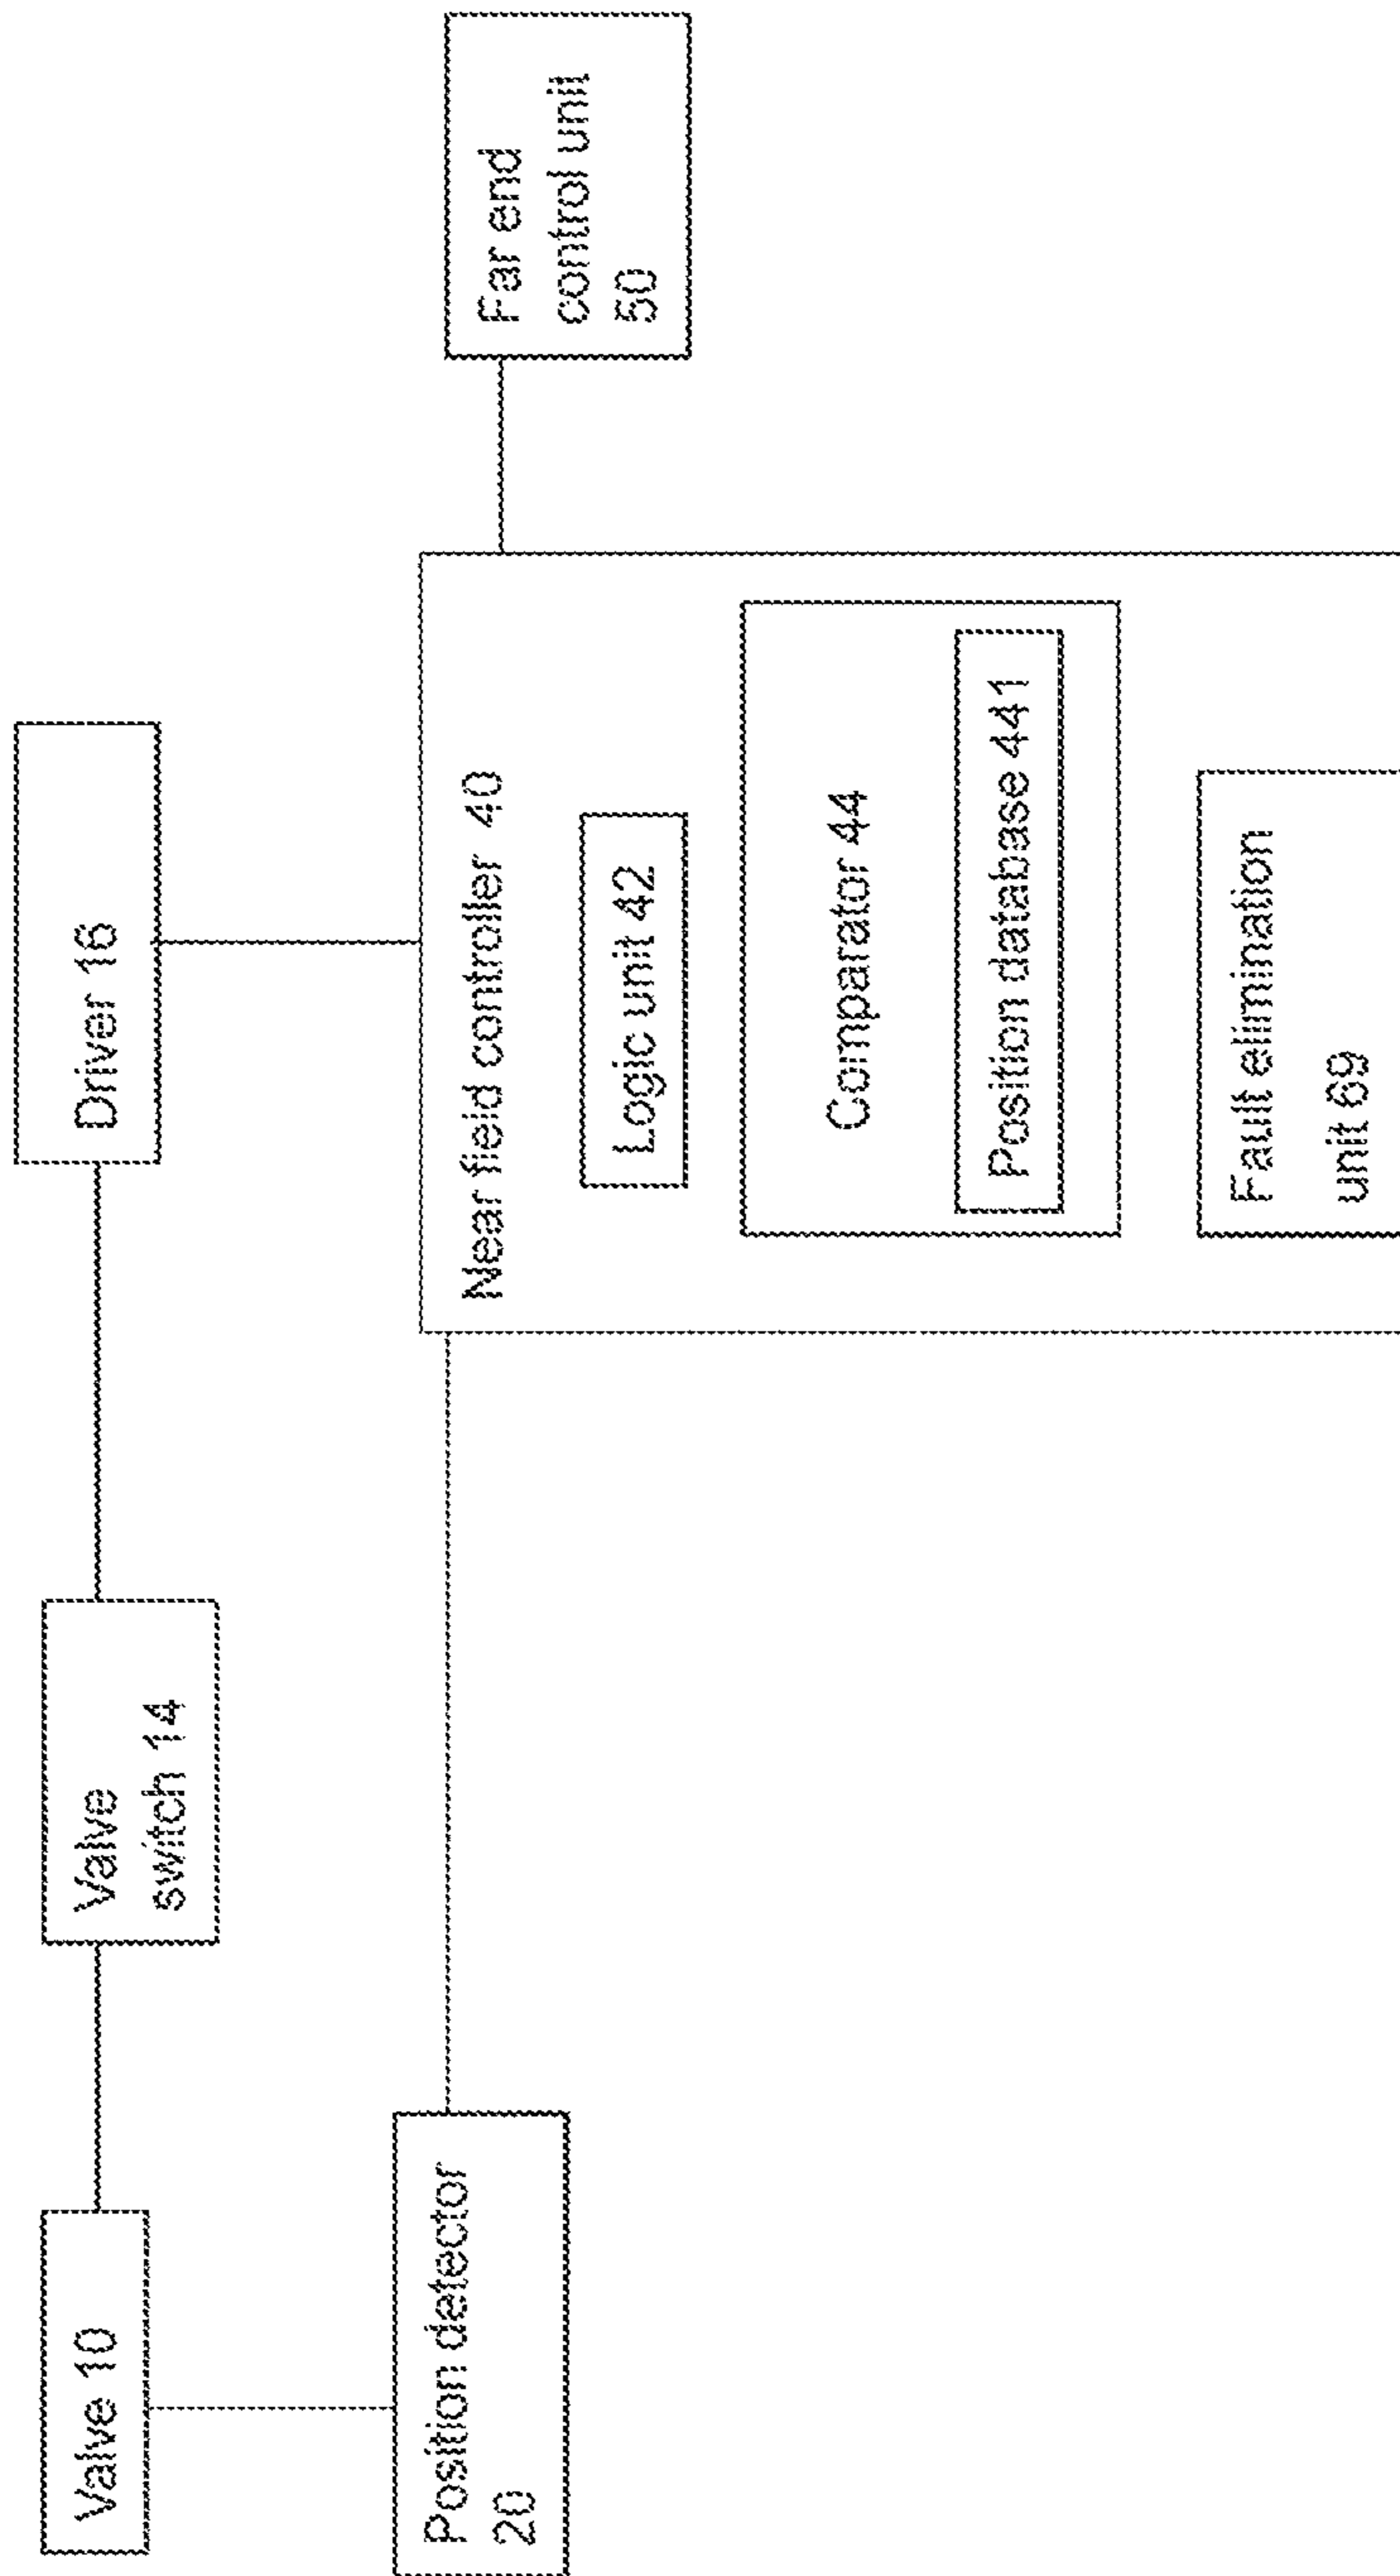 Valve 10
Valve
switch 14
Driver 16
Position detector
20
Near field controller 40
Logic unit 42
Comparator 44
Position database 441
Fault elimination
unit 69
Far end
control unit
50